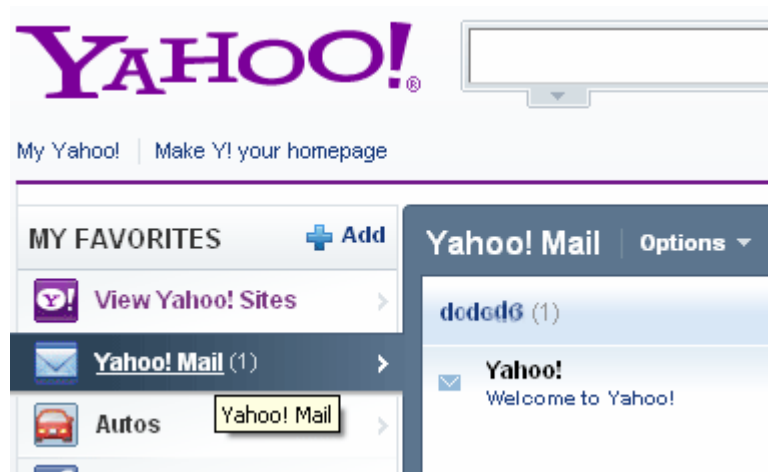 YAHOO!®
My Yahoo! | Make Y! your homepage
MY FAVORITES Add
Y! View Yahoo! Sites
Yahoo! Mail (1)
Yahoo! Mail
Autos
Yahoo! Mail Options
(1)
Yahoo!
Welcome to Yahoo!